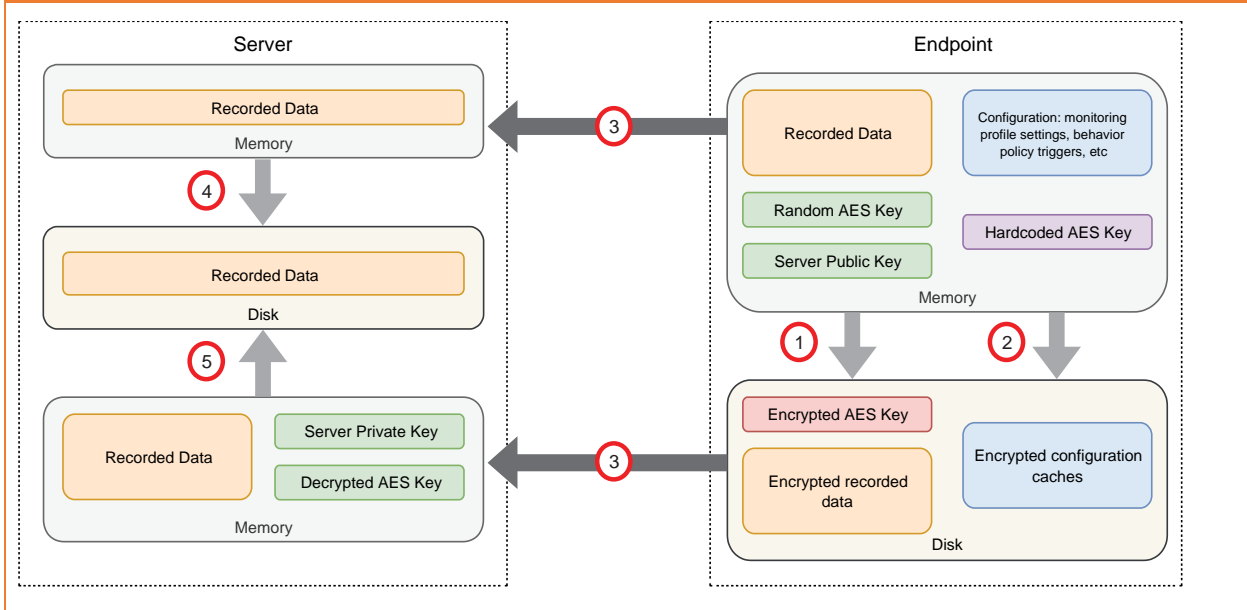 Server
Recorded Data
Memory
4
Recorded Data
Disk
5
Recorded Data
Server Private Key
Decrypted AES Key
Memory
3
3
Endpoint
Recorded Data
Configuration: monitoring
profile settings, behavior
policy triggers, etc
Random AES Key
Server Public Key
Hardcoded AES Key
Memory
1
2
Encrypted AES Key
Encrypted recorded
data
Encrypted configuration
caches
Disk